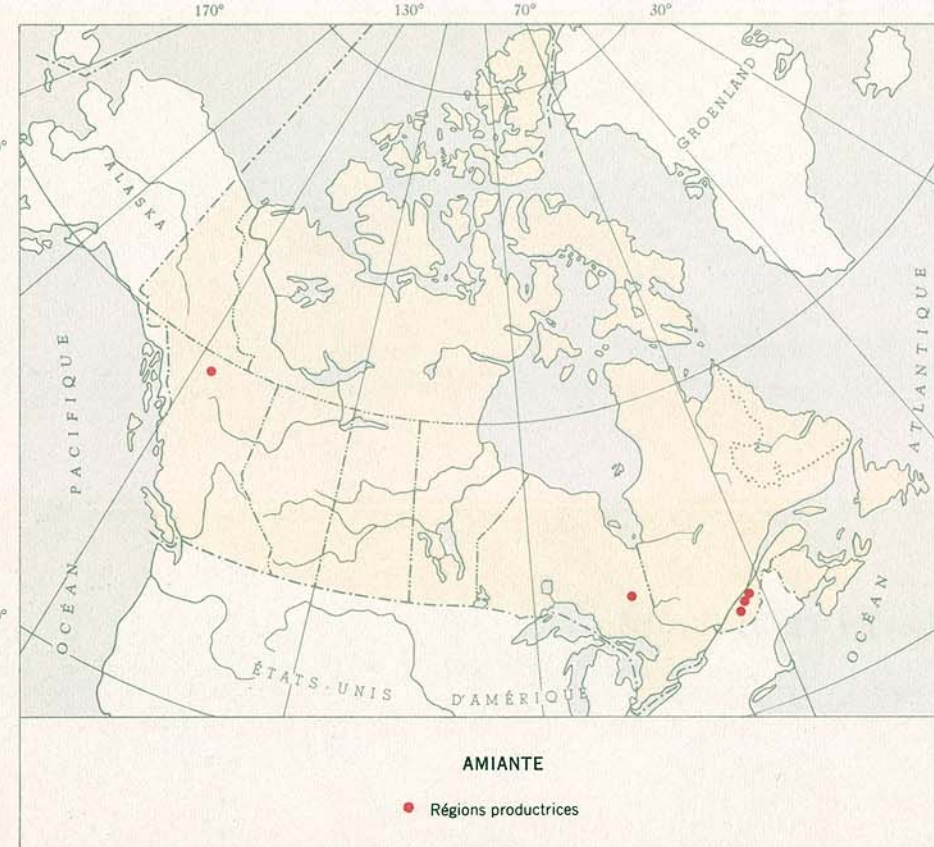 170° 130° 70° 30°
GROENLAND
ALASKA
OCÉAN PACIFIQUE
OCÉAN ATLANTIQUE
ÉTATS-UNIS D'AMÉRIQUE
AMIANTE
Régions productrices